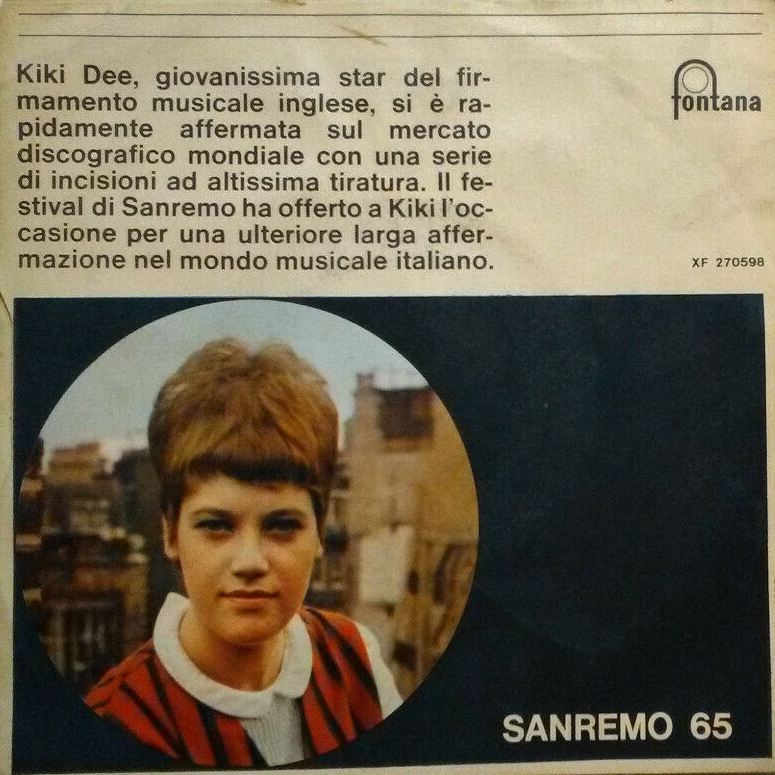 Kiki Dee, giovanissima star del fir-
mamento musicale inglese, si è ra-
pidamente affermata sul mercato
discografico mondiale con una serie
di incisioni ad altissima tiratura. Il fe-
stival di Sanremo ha offerto a Kiki l'oc-
casione per una ulteriore larga affer-
mazione nel mondo musicale italiano.
fontana
XF 270598
SANREMO 65